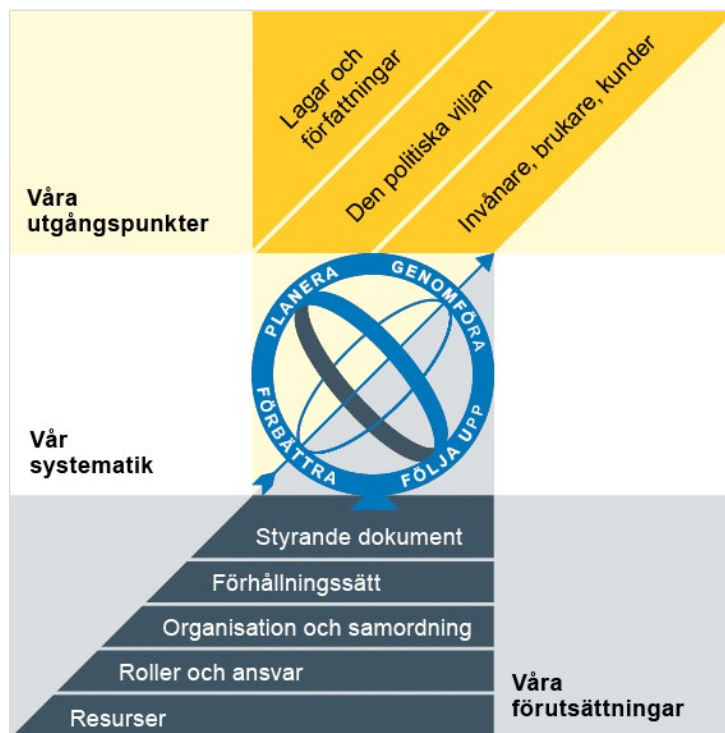 Lagar och
författningar
Den politiska viljan
Invånare, brukare, kunder
Våra
utgångspunkter
PLANERA
GENOMFÖRA
FÖLJA UPP
FÖRBÄTTRA
Vår
systematik
Styrande dokument
Förhållningssätt
Organisation och samordning
Roller och ansvar
Resurser
Våra
förutsättningar